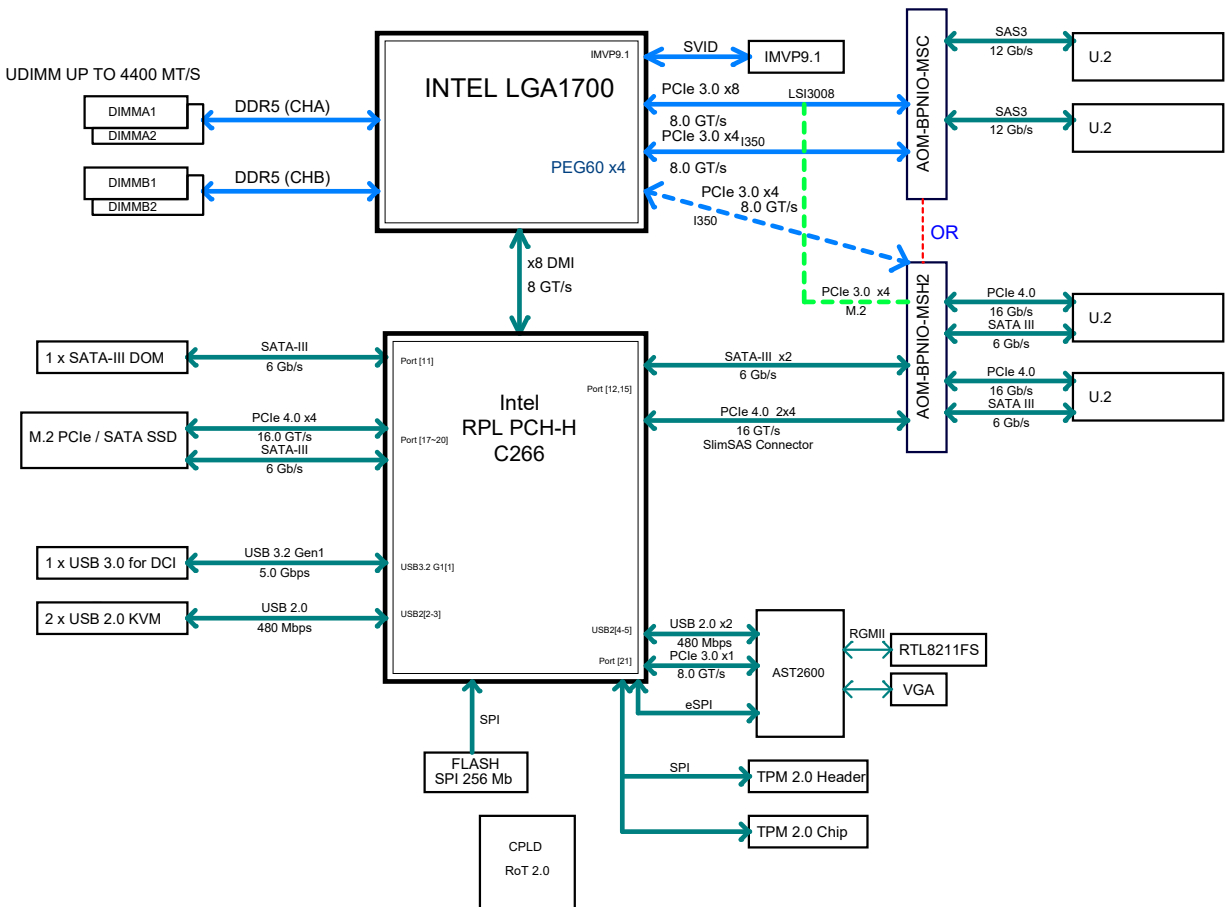 UDIMM UP TO 4400 MT/S
DIMMA1
DIMMA2
DDR5 (CHA)
DIMMB1
DIMMB2
DDR5 (CHB)
IMVP9.1
INTEL LGA1700
PEG60 x4
SVID
IMVP9.1
PCIe 3.0 x8
LSI3008
8.0 GT/s
PCIe 3.0 x4
I350
8.0 GT/s
PCIe 3.0 x4
8.0 GT/s
I350
AOM-BPNIO-MSC
SAS3
12 Gb/s
U.2
SAS3
12 Gb/s
U.2
OR
x8 DMI
8 GT/s
PCIe 3.0 x4
M.2
AOM-BPNIO-MSH2
PCIe 4.0
16 Gb/s
SATA III
6 Gb/s
U.2
PCIe 4.0
16 Gb/s
SATA III
6 Gb/s
U.2
1 x SATA-III DOM
SATA-III
6 Gb/s
Port [11]
M.2 PCIe / SATA SSD
PCIe 4.0 x4
16.0 GT/s
SATA-III
6 Gb/s
Port [17~20]
Intel
RPL PCH-H
C266
Port [12,15]
SATA-III x2
6 Gb/s
PCIe 4.0 2x4
16 GT/s
SlimSAS Connector
1 x USB 3.0 for DCI
USB 3.2 Gen1
5.0 Gbps
USB3.2 G1[1]
2 x USB 2.0 KVM
USB 2.0
480 Mbps
USB2[2-3]
USB2[4-5]
Port [21]
USB 2.0 x2
480 Mbps
PCIe 3.0 x1
8.0 GT/s
eSPI
AST2600
RGMII
RTL8211FS
VGA
SPI
FLASH
SPI 256 Mb
SPI
TPM 2.0 Header
TPM 2.0 Chip
CPLD
RoT 2.0